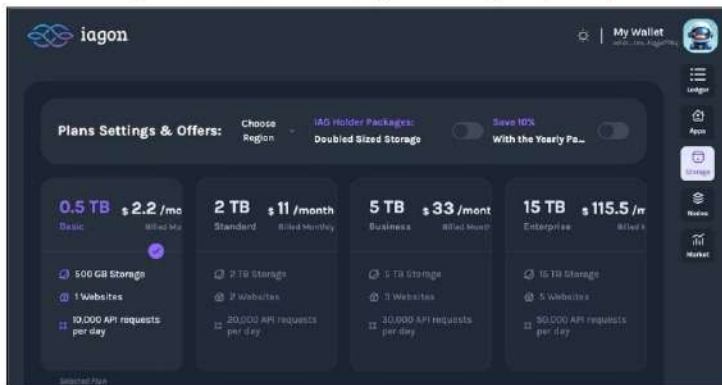 iagon
My Wallet
Ledger
Apps
Storage
Nodes
Market
Plans Settings & Offers:
Choose
Region
IAG Holder Packages:
Doubled Sized Storage
Save 10%
With the Yearly Pa...
0.5 TB $ 2.2 /mo
Basic Billed Mo
500 GB Storage
1 Websites
10,000 API requests
per day
2 TB $ 11 /month
Standard Billed Monthly
2 TB Storage
2 Websites
20,000 API requests
per day
5 TB $ 33 /mont
Business Billed Month
5 TB Storage
3 Websites
30,000 API requests
per day
15 TB $ 115.5 /m
Enterprise Billed
15 TB Storage
5 Websites
50,000 API requests
per day
Selected Plan